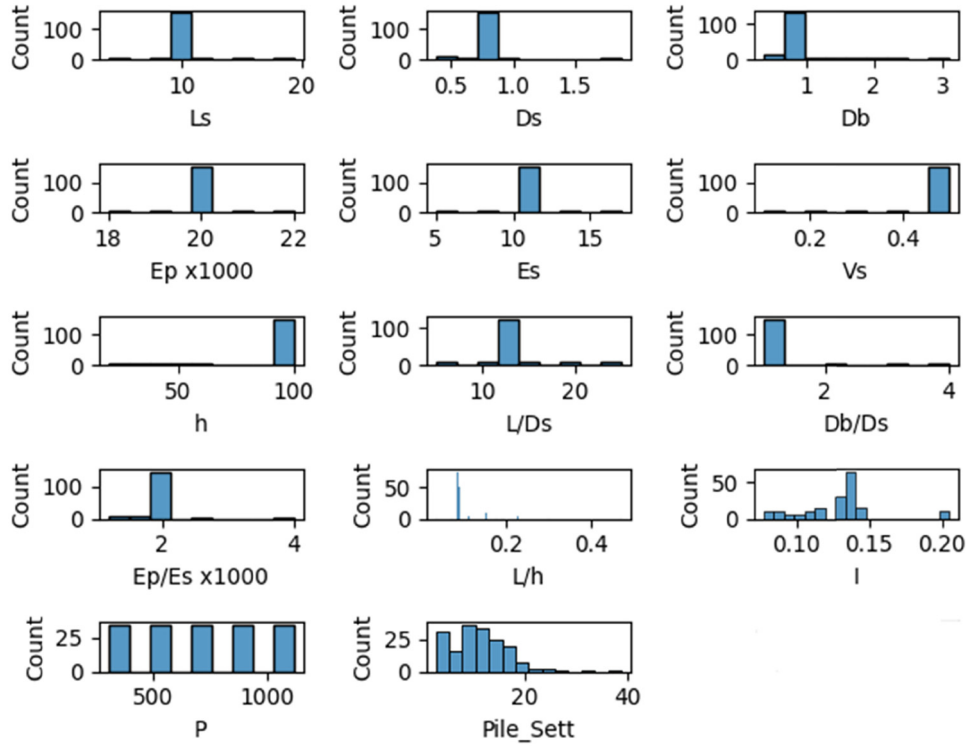 Count 100 0 10 20 Ls
Count 100 0 0.5 1.0 1.5 Ds
Count 100 0 1 2 3 Db
Count 100 0 18 20 22 Ep x1000
Count 100 0 5 10 15 Es
Count 100 0 0.2 0.4 Vs
Count 100 0 50 100 h
Count 100 0 10 20 L/Ds
Count 100 0 2 4 Db/Ds
Count 100 0 2 4 Ep/Es x1000
Count 50 0 0.2 0.4 L/h
Count 50 0 0.10 0.15 0.20 I
Count 25 0 500 1000 P
Count 25 0 20 40 Pile_Sett